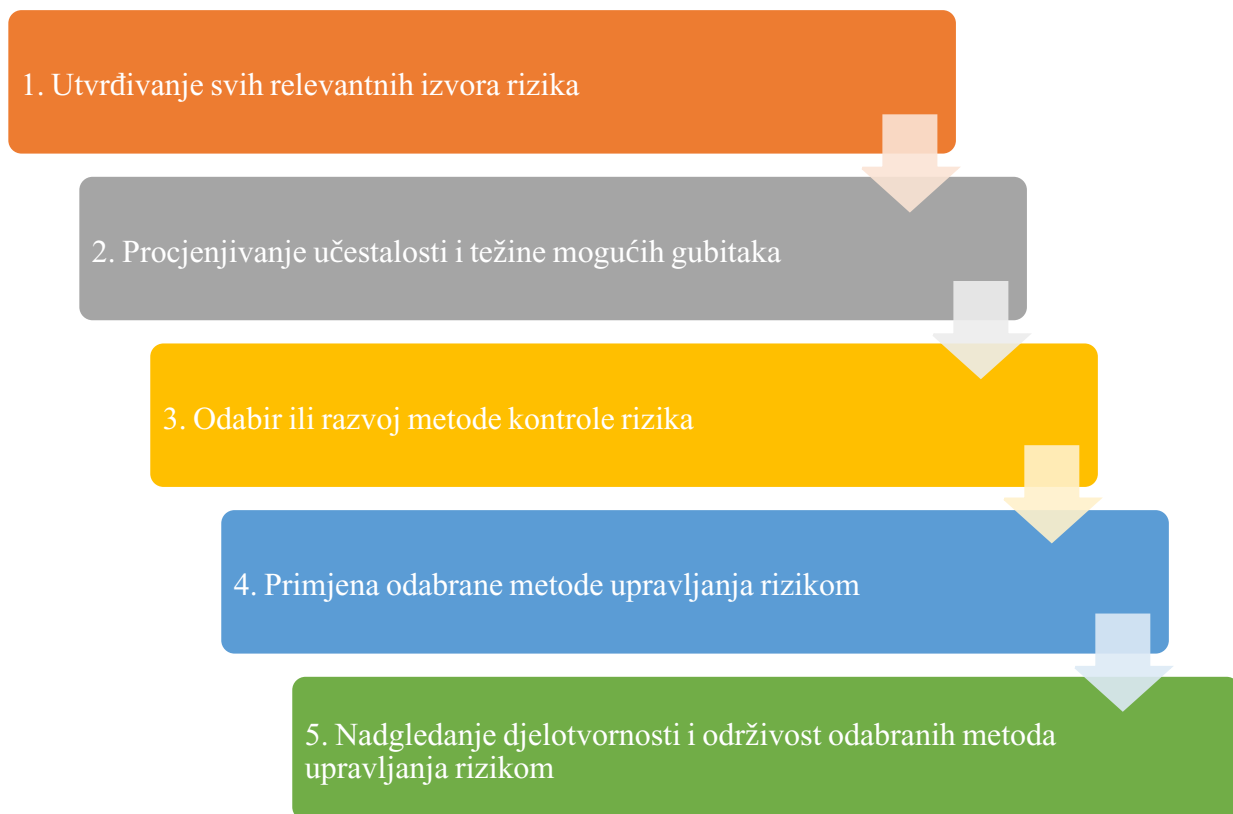 1. Utvrđivanje svih relevantnih izvora rizika
2. Procjenjivanje učestalosti i težine mogućih gubitaka
3. Odabir ili razvoj metode kontrole rizika
4. Primjena odabrane metode upravljanja rizikom
5. Nadgledanje djelotvornosti i održivost odabranih metoda
upravljanja rizikom